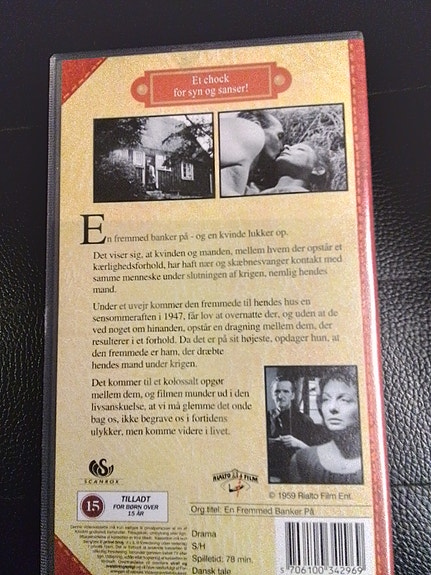 Et chock
for syn og sanser!
En fremmed banker på - og en kvinde lukker op.
Det viser sig, at kvinden og manden, mellem hvem der opstår et
kærlighedsforhold, har haft nær og skæbnesvanger kontakt med
samme menneske under slutningen af krigen, nemlig hendes
mand.
Under et uvejr kommer den fremmede til hendes hus en
sensommeraften i 1947, får lov at overnatte der, og uden at de
ved noget om hinanden, opstår en dragning mellem dem, der
resulterer i et forhold. Da det er på sit højeste, opdager hun, at
den fremmede er ham, der dræbte
hendes mand under krigen.
Det kommer til et kolossalt opgør
mellem dem, og filmen munder ud i den
livsanskuelse, at vi må glemme det onde
bag os, ikke begrave os i fortidens
ulykker, men komme videre i livet.
SCANBOX
RIALTO FILM
© 1959 Rialto Film Ent.
15
TILLADT
FOR BØRN OVER
15 ÅR
Org.titel: En Fremmed Banker På
Drama
S/H
Spilletid: 78 min.
Dansk tale
5 706100 342969